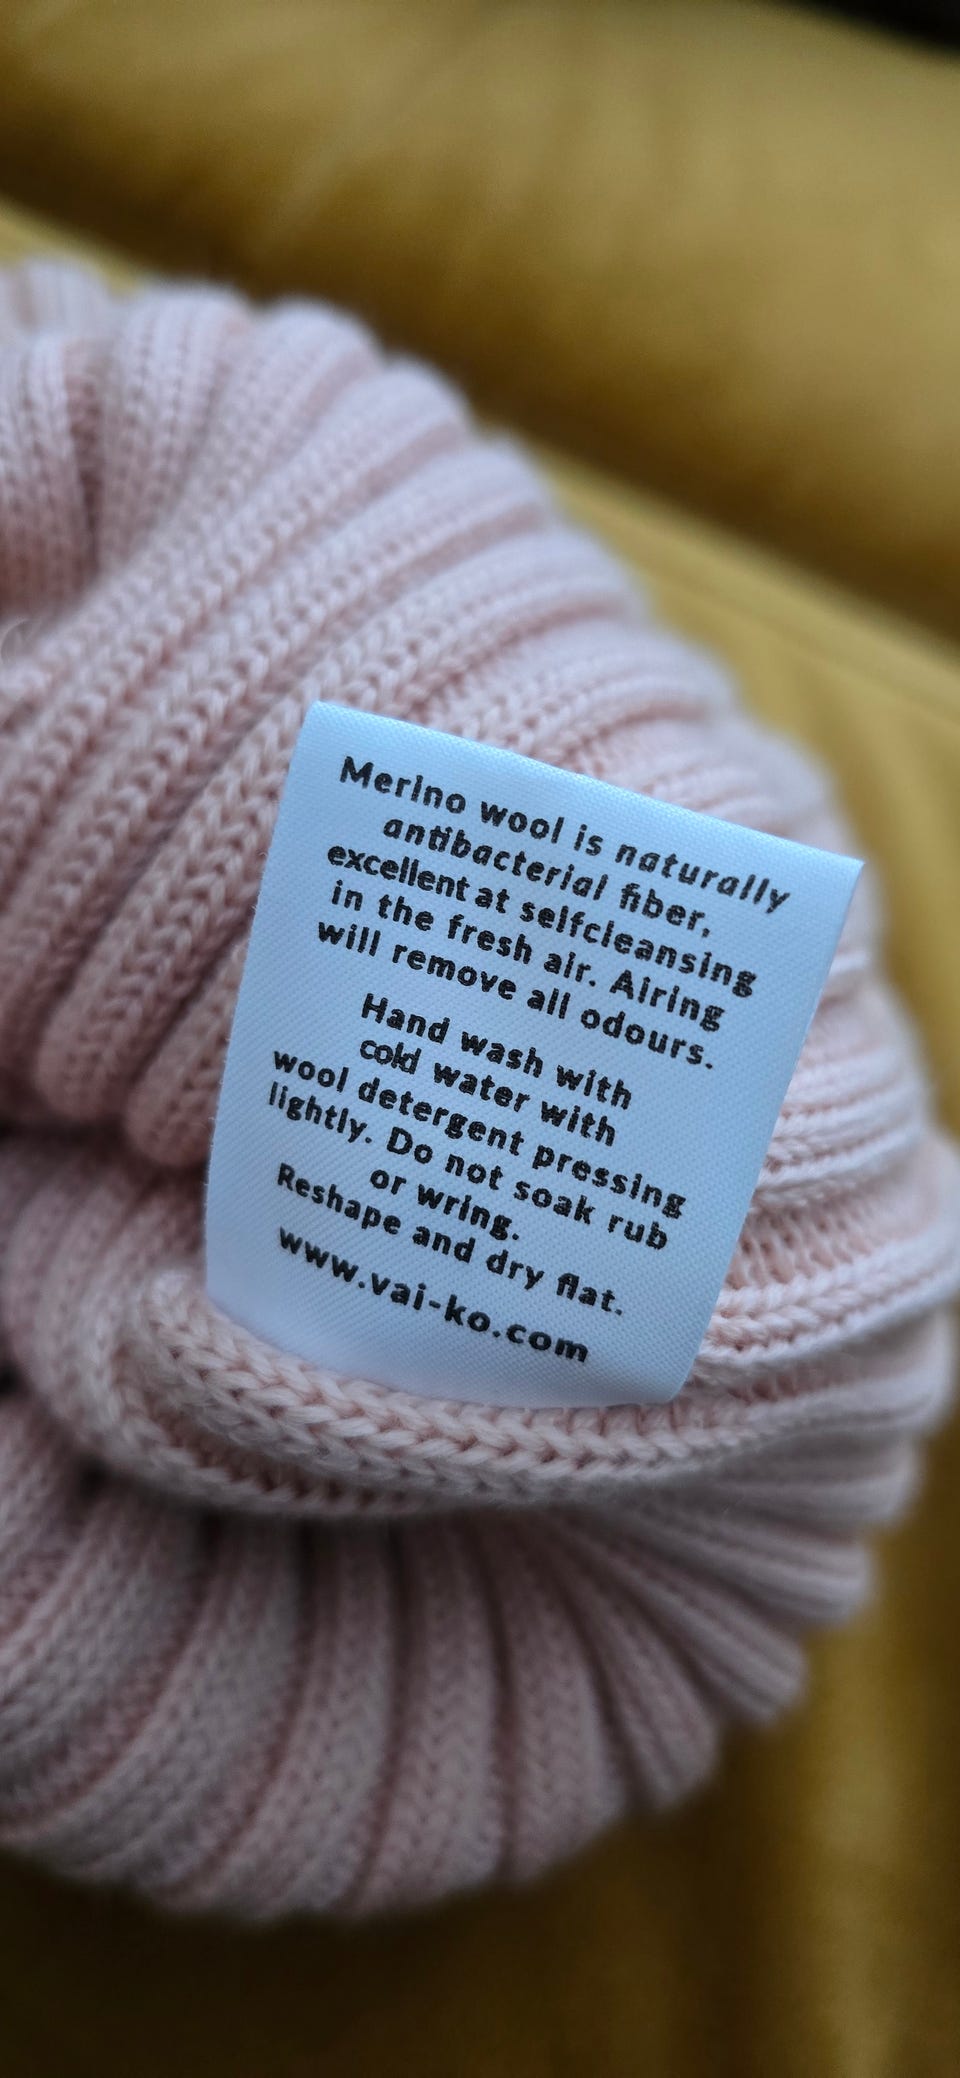 Merino wool is naturally
antibacterial fiber,
excellent at selfcleansing
in the fresh air. Airing
will remove all odours.
Hand wash with
cold water with
wool detergent pressing
lightly. Do not soak rub
or wring.
Reshape and dry flat.
www.vai-ko.com